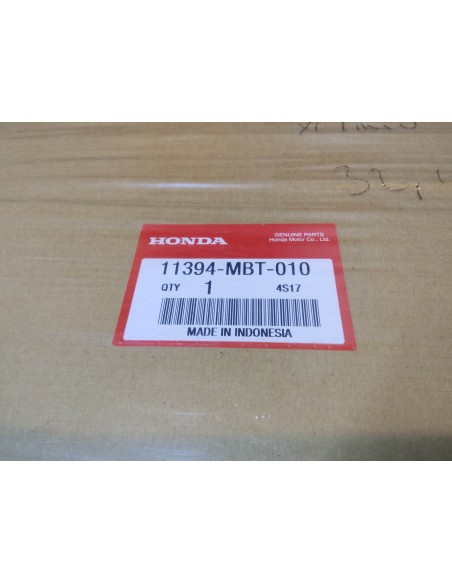 HONDA
GENUINE PARTS
Honda Motor Co., Ltd.
11394-MBT-010
QTY 1 4S17
MADE IN INDONESIA